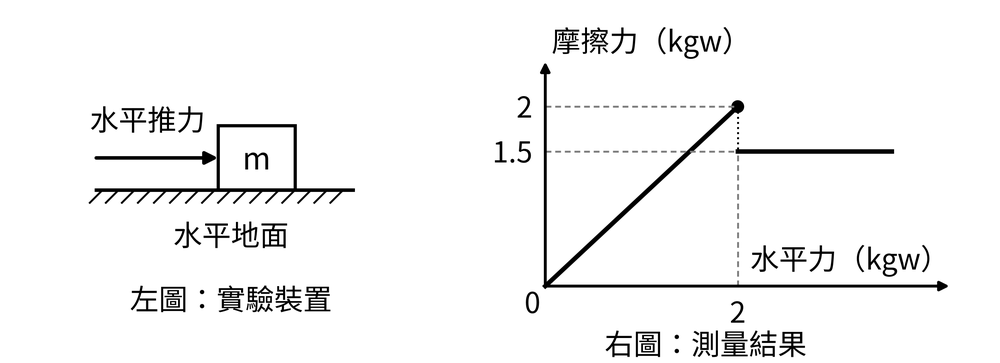 水平推力
m
水平地面
左圖：實驗裝置
摩擦力（kgw）
2
1.5
水平力（kgw）
0
2
右圖：測量結果